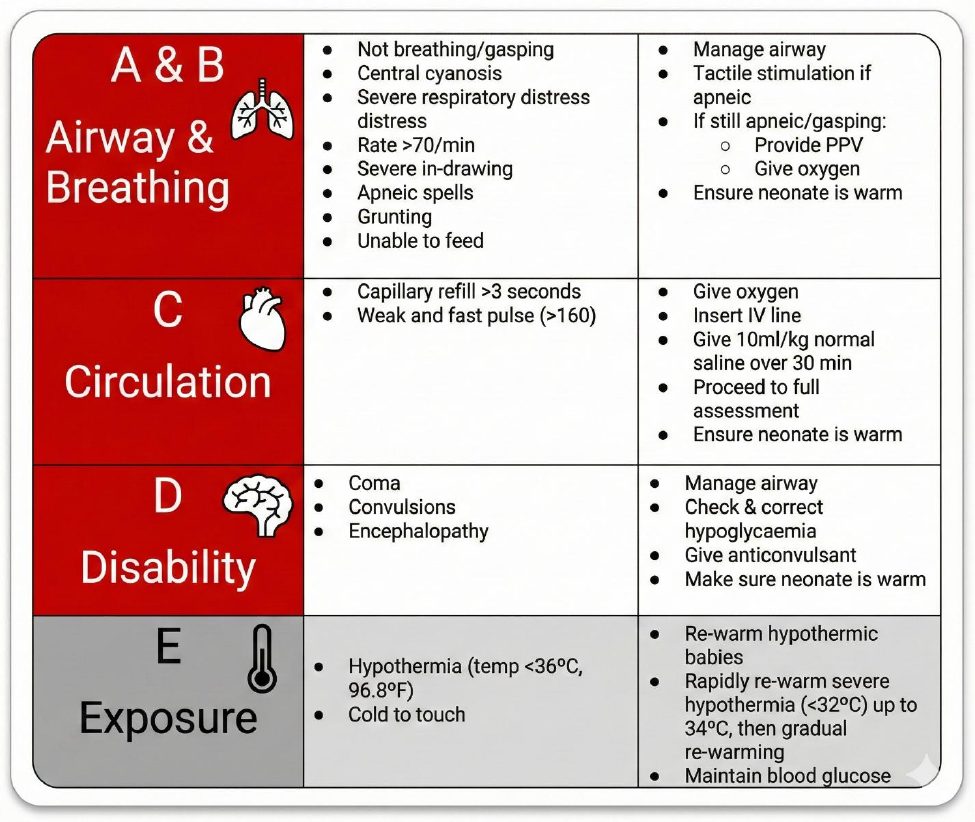 A & B
Airway &
Breathing
● Not breathing/gasping
● Central cyanosis
● Severe respiratory distress
distress
● Rate >70/min
● Severe in-drawing
● Apneic spells
● Grunting
● Unable to feed
● Manage airway
● Tactile stimulation if
apneic
● If still apneic/gasping:
○ Provide PPV
○ Give oxygen
● Ensure neonate is warm
C
Circulation
● Capillary refill >3 seconds
● Weak and fast pulse (>160)
● Give oxygen
● Insert IV line
● Give 10ml/kg normal
saline over 30 min
● Proceed to full
assessment
● Ensure neonate is warm
D
Disability
● Coma
● Convulsions
● Encephalopathy
● Manage airway
● Check & correct
hypoglycaemia
● Give anticonvulsant
● Make sure neonate is warm
E
Exposure
● Hypothermia (temp <36ºC,
96.8ºF)
● Cold to touch
● Re-warm hypothermic
babies
● Rapidly re-warm severe
hypothermia (<32ºC) up to
34ºC, then gradual
re-warming
● Maintain blood glucose